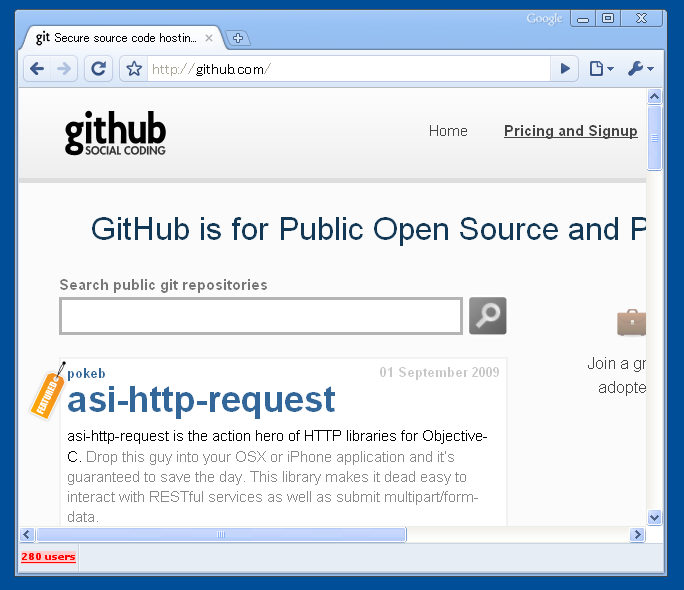 Google
git Secure source code hostin...
http://github.com/
github
SOCIAL CODING
Home Pricing and Signup
GitHub is for Public Open Source and P
Search public git repositories
Join a gr
adopte
FEATURED
pokeb 01 September 2009
asi-http-request
asi-http-request is the action hero of HTTP libraries for Objective-
C. Drop this guy into your OSX or iPhone application and it's
guaranteed to save the day. This library makes it dead easy to
interact with RESTful services as well as submit multipart/form-
data.
280 users